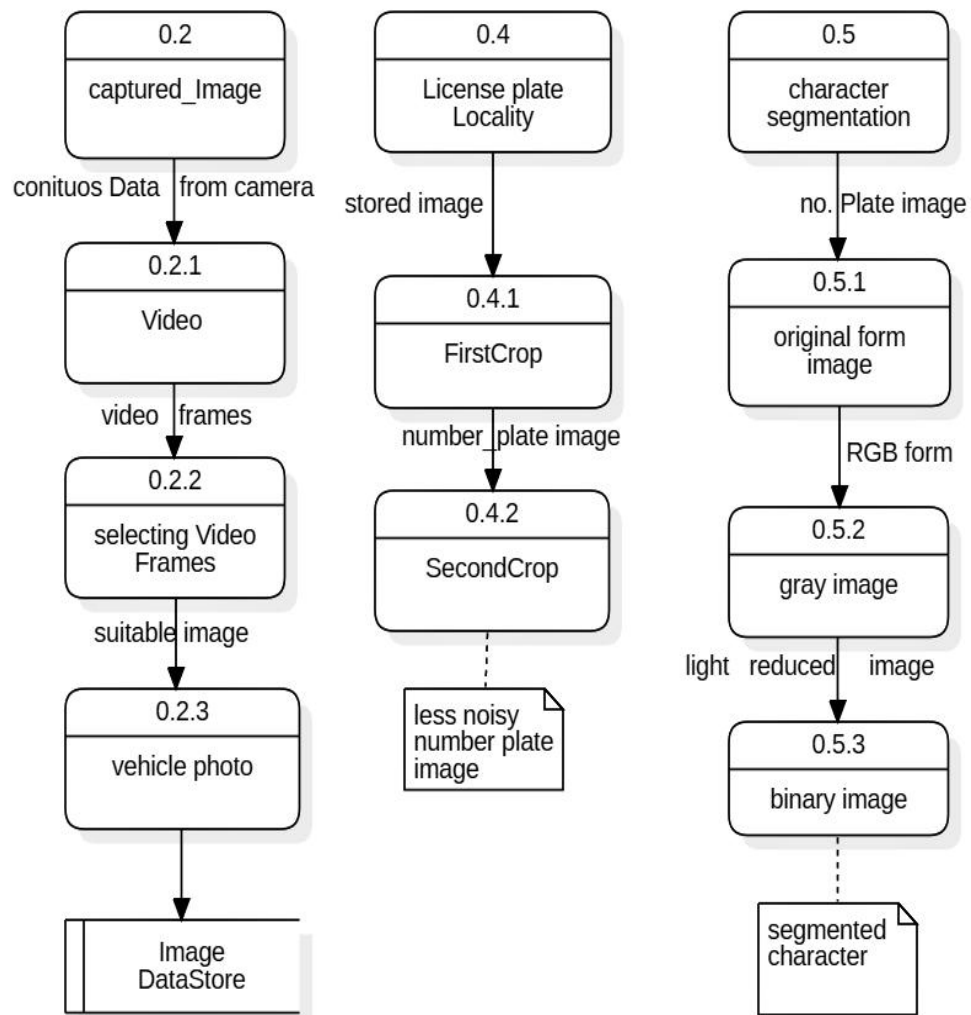 0.2
captured_Image
conituos Data from camera
0.2.1
Video
video frames
0.2.2
selecting Video
Frames
suitable image
0.2.3
vehicle photo
Image
DataStore
0.4
License plate
Locality
stored image
0.4.1
FirstCrop
number_plate image
0.4.2
SecondCrop
less noisy
number plate
image
0.5
character
segmentation
no. Plate image
0.5.1
original form
image
RGB form
0.5.2
gray image
light reduced image
0.5.3
binary image
segmented
character